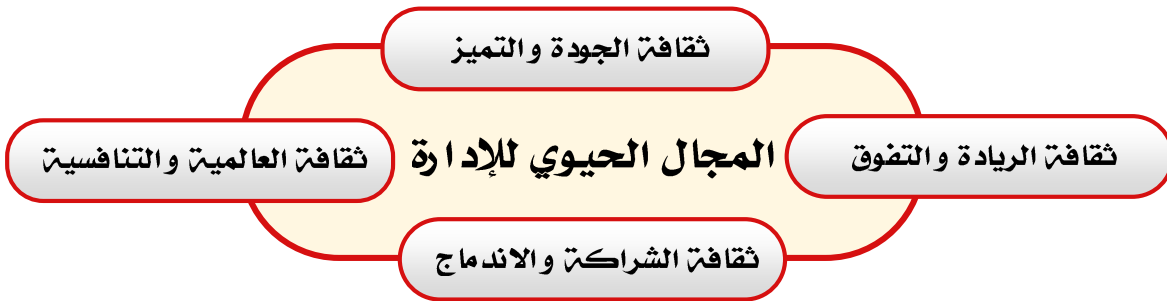 ثقافة الجودة والتميز
ثقافة الريادة والتفوق
المجال الحيوي للإدارة
ثقافة العالمية والتنافسية
ثقافة الشراكة والاندماج